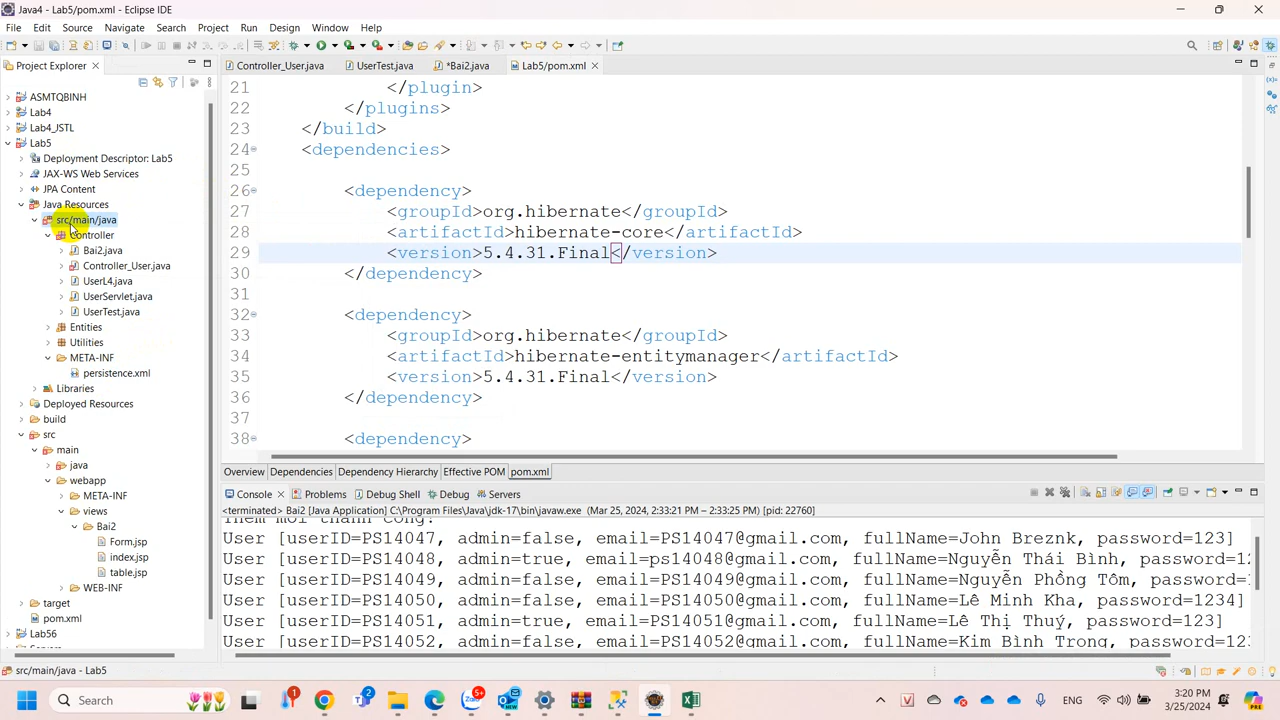 Java4 - Lab5/pom.xml - Eclipse IDE
File Edit Source Navigate Search Project Run Design Window Help
Project Explorer
Controller_User.java UserTest.java *Bai2.java Lab5/pom.xml
ASMTQBINH
Lab4
Lab4_JSTL
Lab5
Deployment Descriptor: Lab5
JAX-WS Web Services
JPA Content
Java Resources
src/main/java
Controller
Bai2.java
Controller_User.java
UserL4.java
UserServlet.java
UserTest.java
Entities
Utilities
META-INF
persistence.xml
Libraries
Deployed Resources
build
src
main
java
webapp
META-INF
views
Bai2
Form.jsp
index.jsp
table.jsp
WEB-INF
target
pom.xml
Lab56
21 </plugin>
22 </plugins>
23 </build>
24 <dependencies>
25
26 <dependency>
27 <groupId>org.hibernate</groupId>
28 <artifactId>hibernate-core</artifactId>
29 <version>5.4.31.Final</version>
30 </dependency>
31
32 <dependency>
33 <groupId>org.hibernate</groupId>
34 <artifactId>hibernate-entitymanager</artifactId>
35 <version>5.4.31.Final</version>
36 </dependency>
37
38 <dependency>
Overview Dependencies Dependency Hierarchy Effective POM pom.xml
Console Problems Debug Shell Debug Servers
<terminated> Bai2 [Java Application] C:\Program Files\Java\jdk-17\bin\javaw.exe (Mar 25, 2024, 2:33:21 PM – 2:33:25 PM) [pid: 22760]
User [userID=PS14047, admin=false, email=PS14047@gmail.com, fullName=John Breznk, password=123]
User [userID=PS14048, admin=true, email=ps14048@gmail.com, fullName=Nguyễn Thái Bình, password=12
User [userID=PS14049, admin=false, email=PS14049@gmail.com, fullName=Nguyễn Phồng Tôm, password=
User [userID=PS14050, admin=false, email=PS14050@gmail.com, fullName=Lê Minh Kha, password=1234]
User [userID=PS14051, admin=true, email=PS14051@gmail.com, fullName=Lê Thị Thuý, password=123]
User [userID=PS14052, admin=false, email=PS14052@gmail.com, fullName=Kim Bình Trong, password=123
src/main/java - Lab5
Search
ENG
3:20 PM
3/25/2024